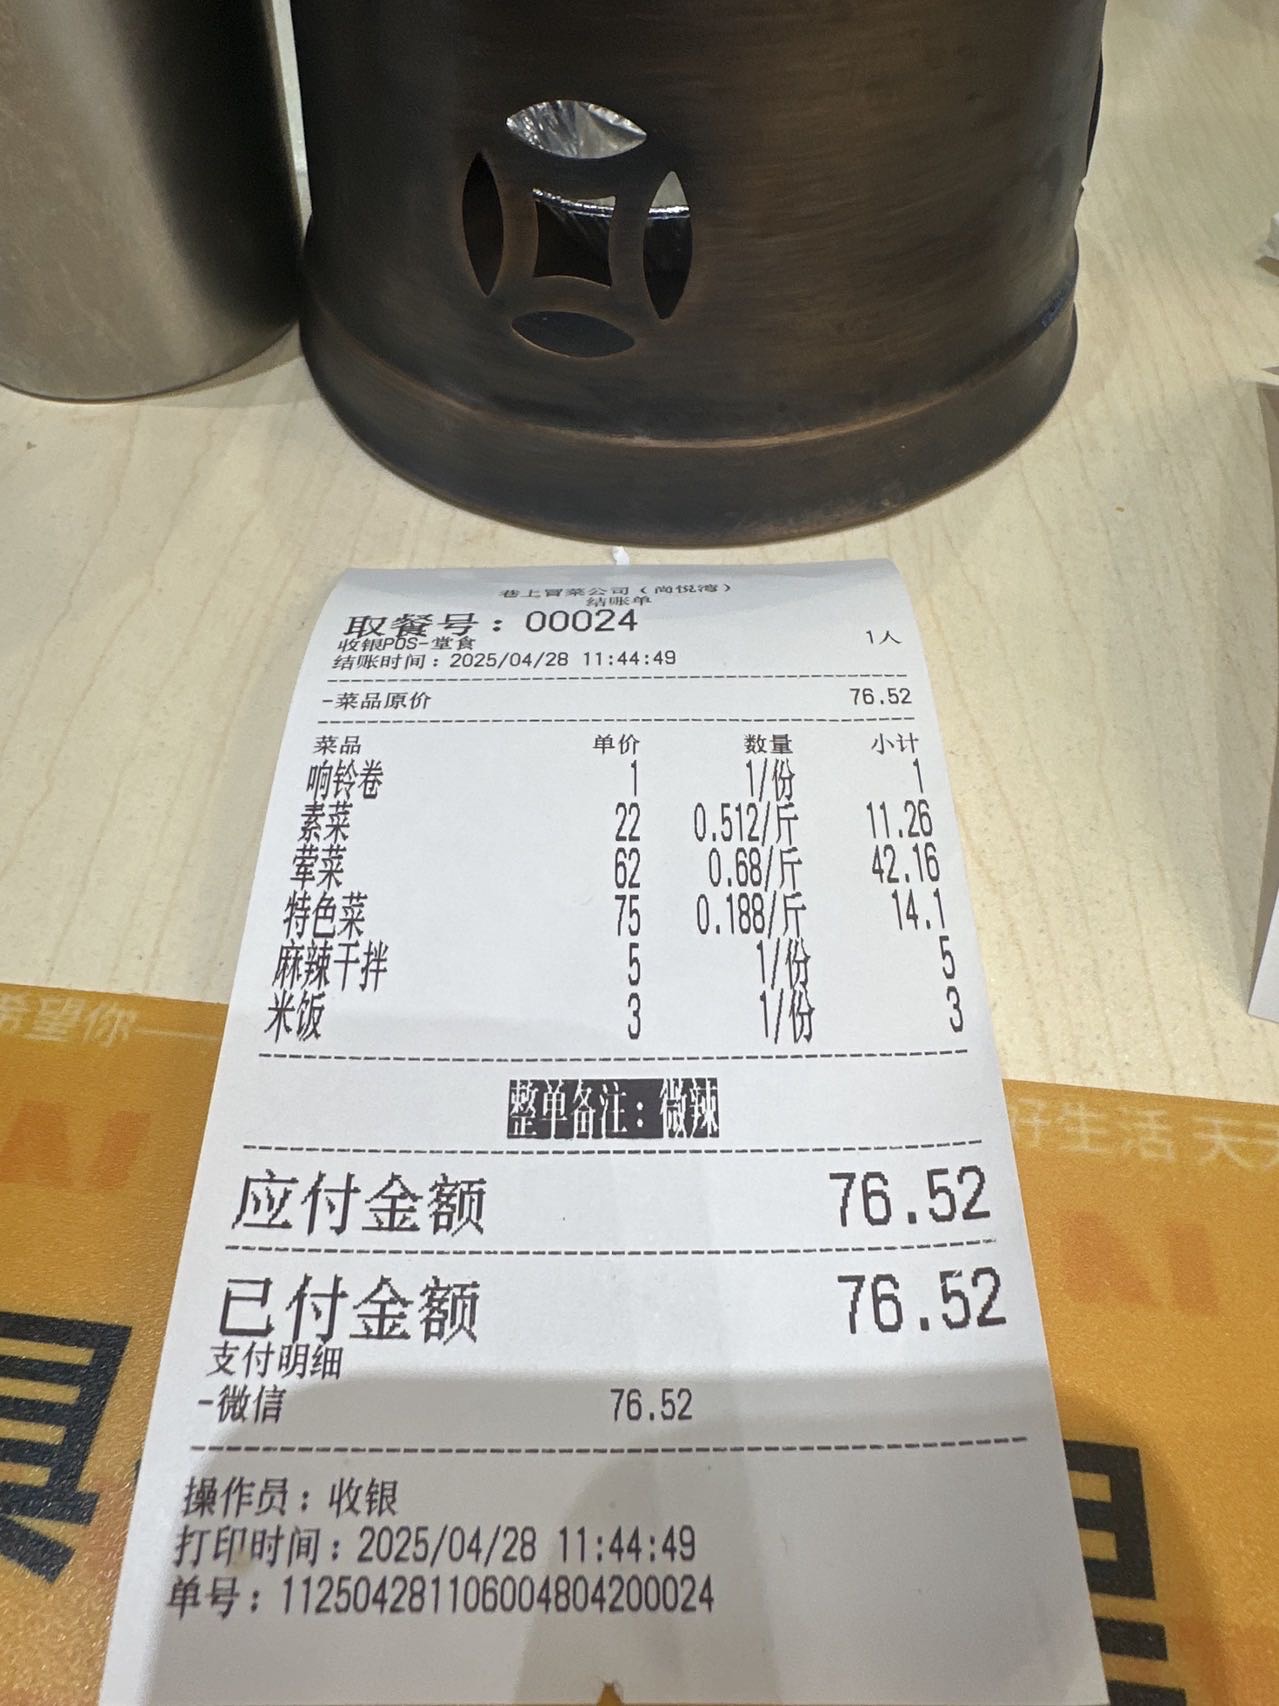 巷上冒菜公司（尚悦湾）
结账单
取餐号：00024
收银POS-堂食 1人
结账时间：2025/04/28 11:44:49
-菜品原价 76.52
菜品 单价 数量 小计
响铃卷 1 1/份 1
素菜 22 0.512/斤 11.26
荤菜 62 0.68/斤 42.16
特色菜 75 0.188/斤 14.1
麻辣干拌 5 1/份 5
米饭 3 1/份 3
整单备注：微辣
应付金额 76.52
已付金额 76.52
支付明细
-微信 76.52
操作员：收银
打印时间：2025/04/28 11:44:49
单号：112504281106004804200024
希望你一
好生活 天天